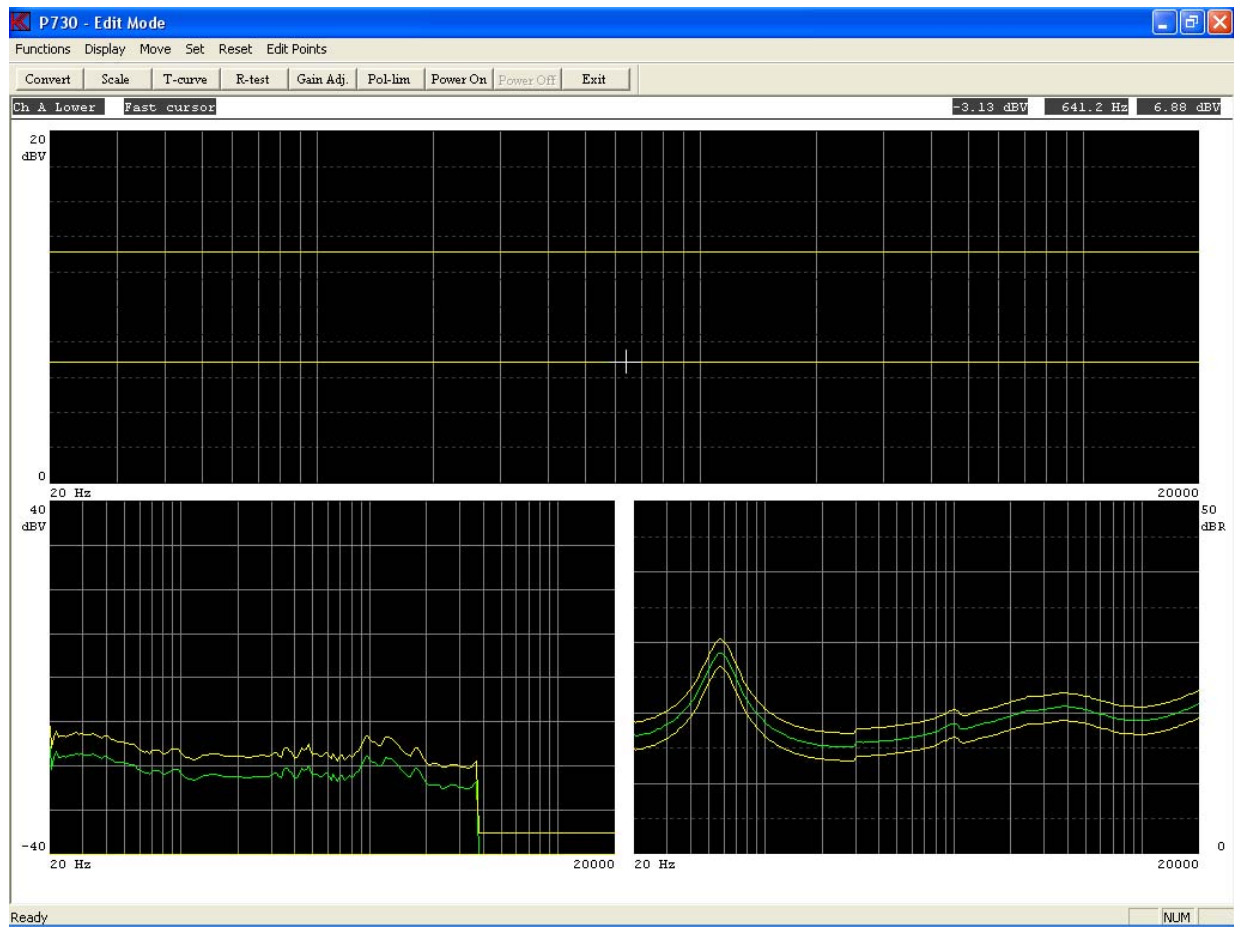 P730 - Edit Mode
Functions Display Move Set Reset Edit Points
Convert Scale T-curve R-test Gain Adj. Pol-lim Power On Power Off Exit
Ch A Lower Fast cursor -3.13 dBV 641.2 Hz 6.88 dBV
20
dBV
0
20 Hz 20000
40
dBV
-40
20 Hz 20000
50
dBR
0
20 Hz 20000
Ready NUM